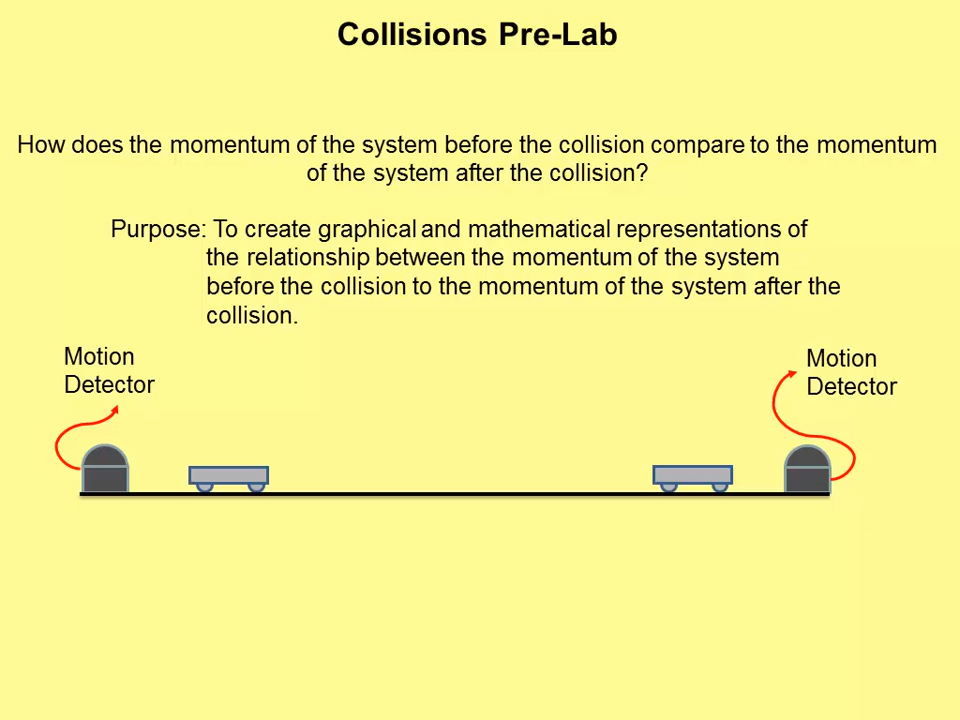 Collisions Pre-Lab
How does the momentum of the system before the collision compare to the momentum
of the system after the collision?
Purpose: To create graphical and mathematical representations of
the relationship between the momentum of the system
before the collision to the momentum of the system after the
collision.
Motion
Detector
Motion
Detector